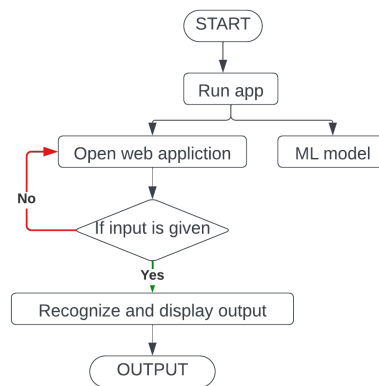 START
Run app
Open web appliction
ML model
No
If input is given
Yes
Recognize and display output
OUTPUT